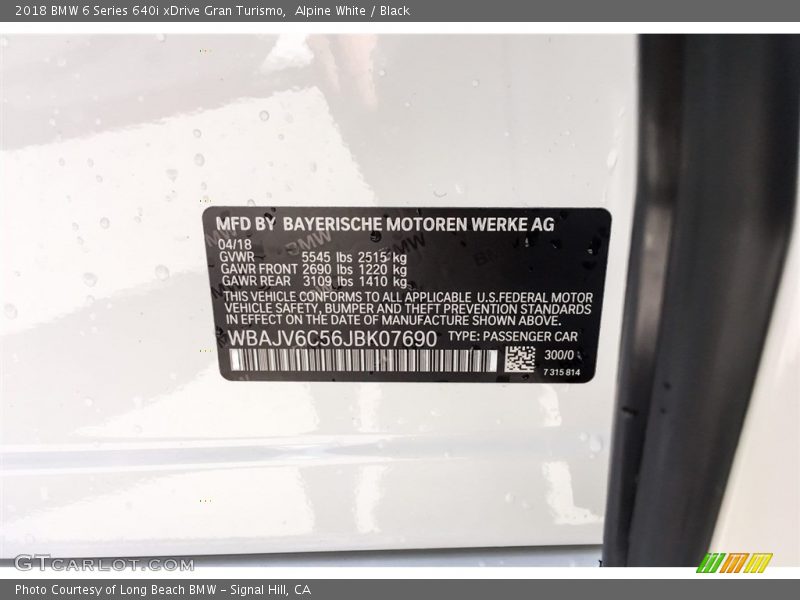 2018 BMW 6 Series 640i xDrive Gran Turismo,  Alpine White / Black
MFD BY BAYERISCHE MOTOREN WERKE AG
04/18
GVWR 5545 lbs 2515 kg
GAWR FRONT 2690 lbs 1220 kg
GAWR REAR 3109 lbs 1410 kg
THIS VEHICLE CONFORMS TO ALL APPLICABLE U.S.FEDERAL MOTOR
VEHICLE SAFETY, BUMPER AND THEFT PREVENTION STANDARDS
IN EFFECT ON THE DATE OF MANUFACTURE SHOWN ABOVE.
WBAJV6C56JBK07690 TYPE: PASSENGER CAR
300/0
7 315 814
GTCARLOT.COM
Photo Courtesy of Long Beach BMW - Signal Hill, CA